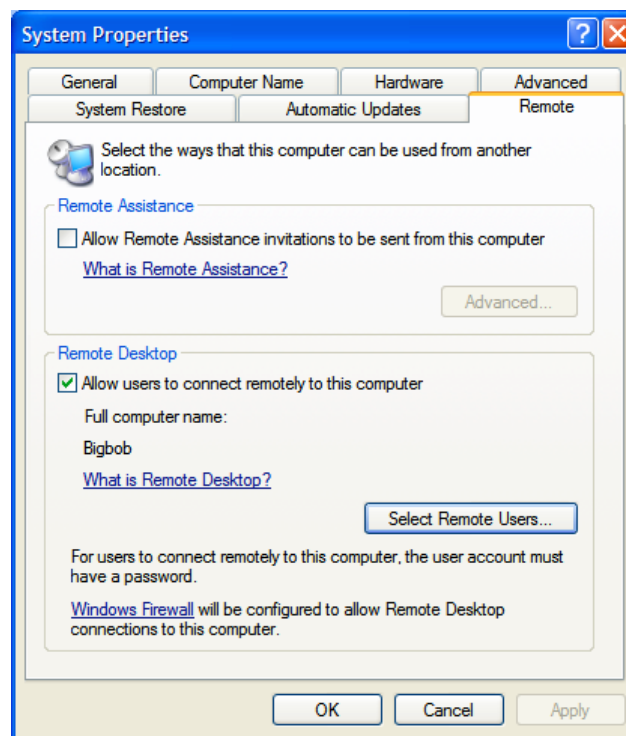 System Properties
General
Computer Name
Hardware
Advanced
System Restore
Automatic Updates
Remote
Select the ways that this computer can be used from another
location.
Remote Assistance
Allow Remote Assistance invitations to be sent from this computer
What is Remote Assistance?
Advanced...
Remote Desktop
Allow users to connect remotely to this computer
Full computer name:
Bigbob
What is Remote Desktop?
Select Remote Users...
For users to connect remotely to this computer, the user account must
have a password.
Windows Firewall will be configured to allow Remote Desktop
connections to this computer.
OK
Cancel
Apply